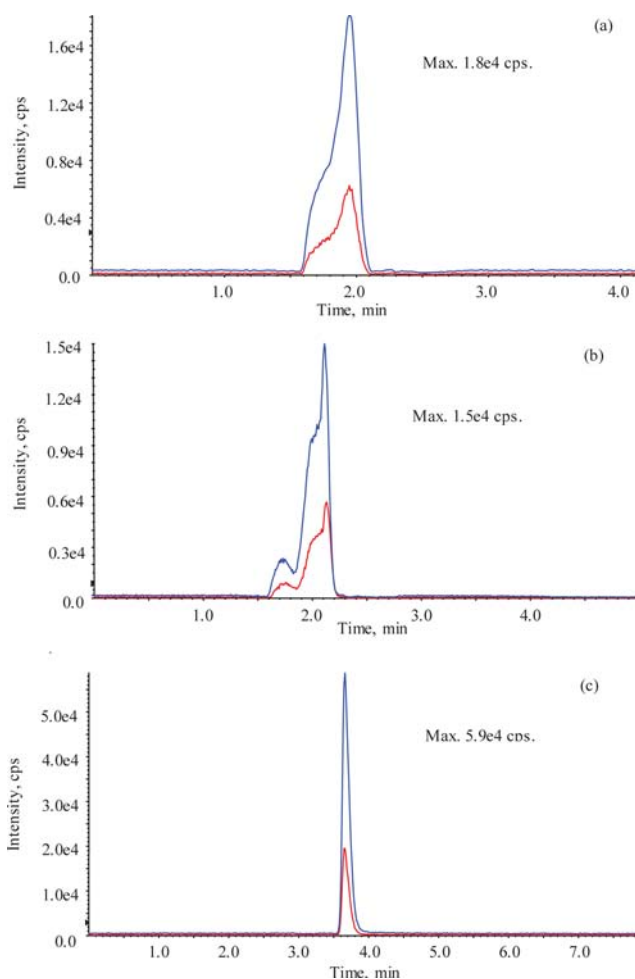 (a)
Max. 1.8e4 cps.
Intensity, cps
1.6e4
1.2e4
0.8e4
0.4e4
0.0
1.0 2.0 3.0 4.0
Time, min
(b)
Max. 1.5e4 cps.
Intensity, cps
1.5e4
1.2e4
0.9e4
0.6e4
0.3e4
0.0
1.0 2.0 3.0 4.0
Time, min
(c)
Max. 5.9e4 cps.
Intensity, cps
5.0e4
4.0e4
3.0e4
2.0e4
1.0e4
0.0
1.0 2.0 3.0 4.0 5.0 6.0 7.0
Time, min